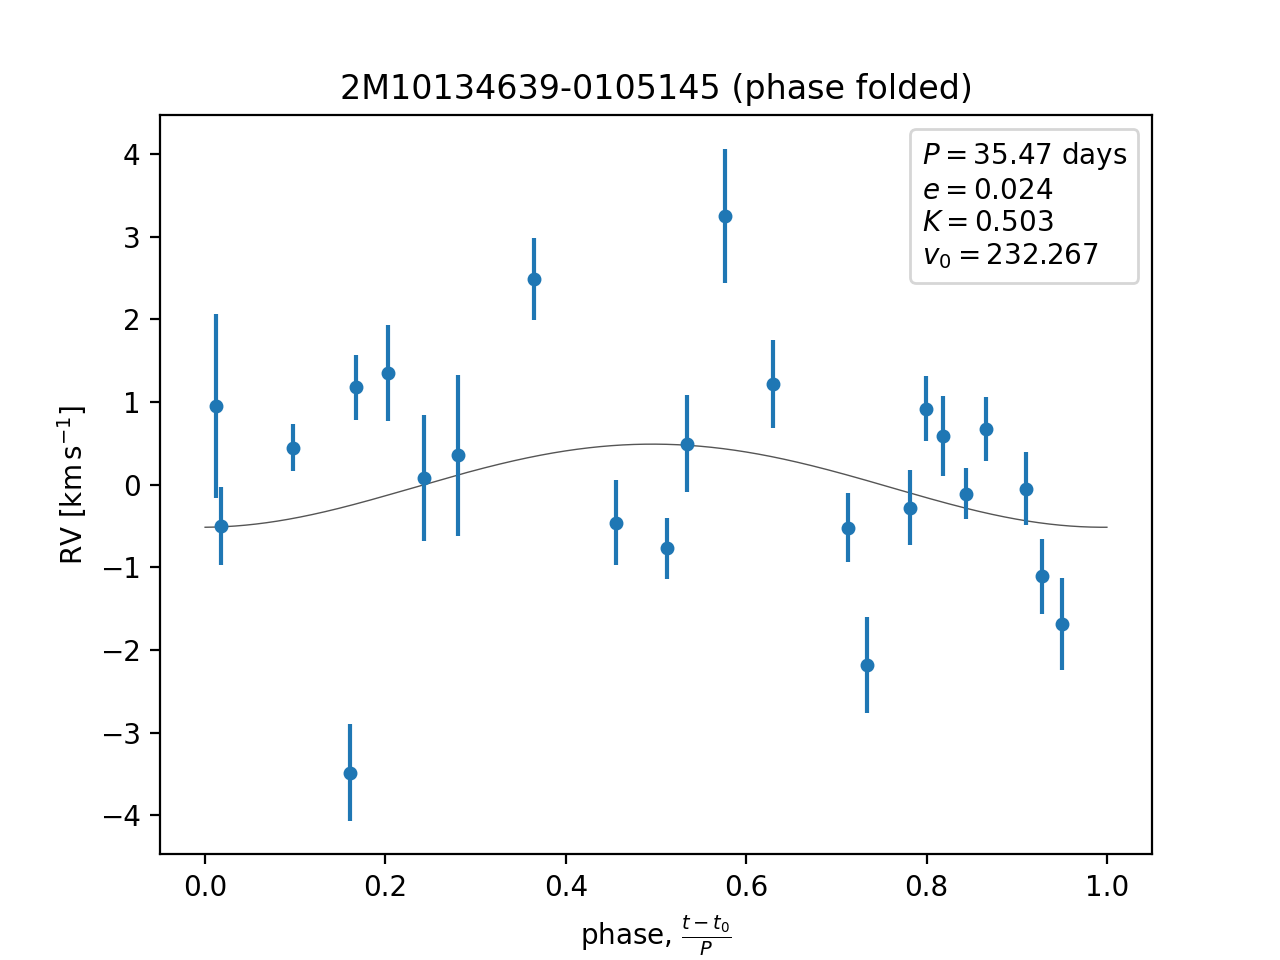 2M10134639-0105145 (phase folded)
P = 35.47 days
e = 0.024
K = 0.503
v₀ = 232.267
RV [km s⁻¹]
4
3
2
1
0
−1
−2
−3
−4
0.0 0.2 0.4 0.6 0.8 1.0
phase, (t − t₀)/P